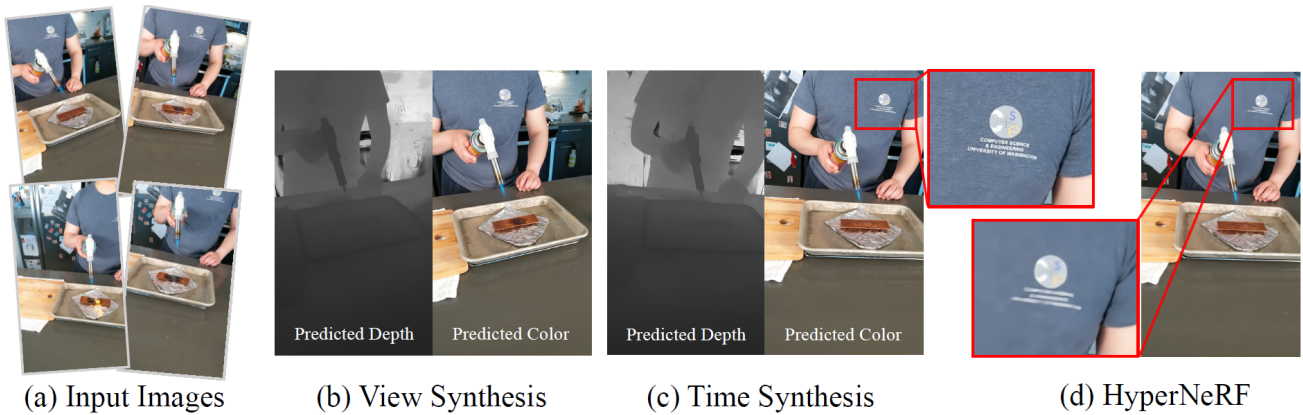 Predicted Depth
Predicted Color
Predicted Depth
Predicted Color
S
COMPUTER SCIENCE
& ENGINEERING
UNIVERSITY OF WASHINGTON
(a) Input Images
(b) View Synthesis
(c) Time Synthesis
(d) HyperNeRF